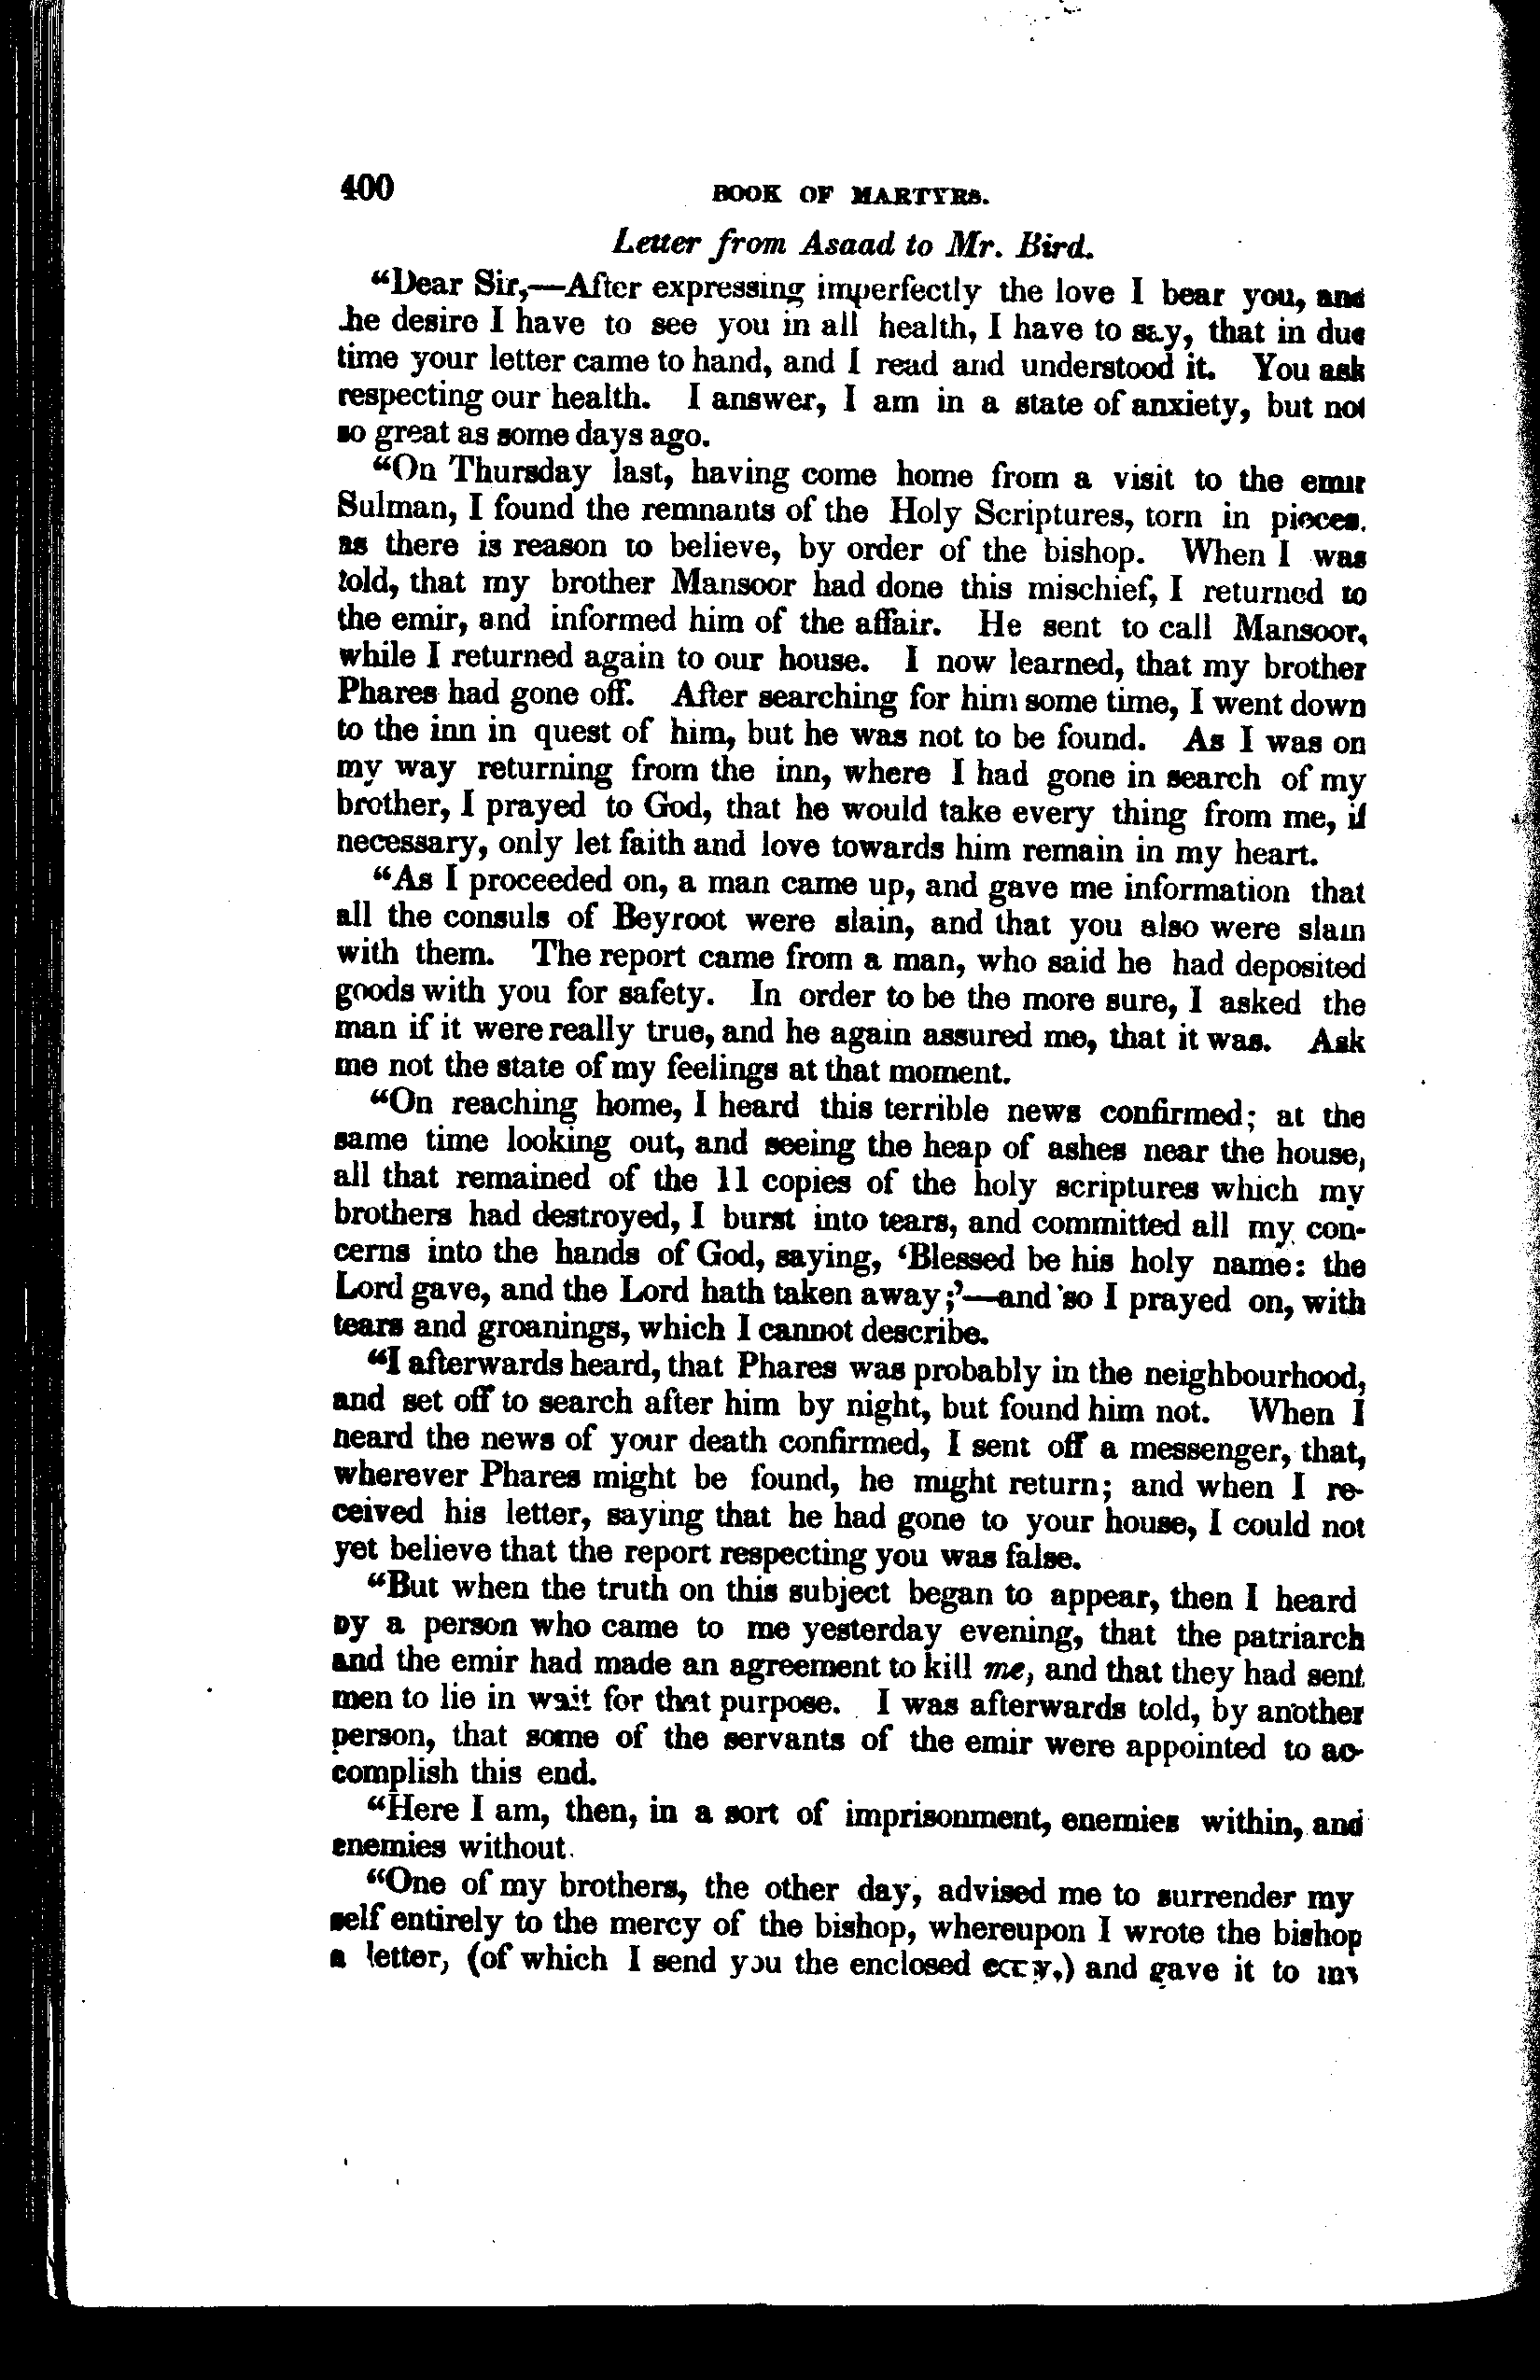 400 BOOK OF MARTYRS.
Letter from Asaad to Mr. Bird.
“Dear Sir,—After expressing imperfectly the love I bear you, and
the desire I have to see you in all health, I have to say, that in due
time your letter came to hand, and I read and understood it. You ask
respecting our health. I answer, I am in a state of anxiety, but not
so great as some days ago.
“On Thursday last, having come home from a visit to the emir
Sulman, I found the remnants of the Holy Scriptures, torn in pieces.
as there is reason to believe, by order of the bishop. When I was
told, that my brother Mansoor had done this mischief, I returned to
the emir, and informed him of the affair. He sent to call Mansoor,
while I returned again to our house. I now learned, that my brother
Phares had gone off. After searching for him some time, I went down
to the inn in quest of him, but he was not to be found. As I was on
my way returning from the inn, where I had gone in search of my
brother, I prayed to God, that he would take every thing from me, if
necessary, only let faith and love towards him remain in my heart.
“As I proceeded on, a man came up, and gave me information that
all the consuls of Beyroot were slain, and that you also were slain
with them. The report came from a man, who said he had deposited
goods with you for safety. In order to be the more sure, I asked the
man if it were really true, and he again assured me, that it was. Ask
me not the state of my feelings at that moment.
“On reaching home, I heard this terrible news confirmed; at the
same time looking out, and seeing the heap of ashes near the house,
all that remained of the 11 copies of the holy scriptures which my
brothers had destroyed, I burst into tears, and committed all my con-
cerns into the hands of God, saying, ‘Blessed be his holy name: the
Lord gave, and the Lord hath taken away;’—and so I prayed on, with
tears and groanings, which I cannot describe.
“I afterwards heard, that Phares was probably in the neighbourhood,
and set off to search after him by night, but found him not. When I
heard the news of your death confirmed, I sent off a messenger, that,
wherever Phares might be found, he might return; and when I re-
ceived his letter, saying that he had gone to your house, I could not
yet believe that the report respecting you was false.
“But when the truth on this subject began to appear, then I heard
by a person who came to me yesterday evening, that the patriarch
and the emir had made an agreement to kill me, and that they had sent
men to lie in wait for that purpose. I was afterwards told, by another
person, that some of the servants of the emir were appointed to ac-
complish this end.
“Here I am, then, in a sort of imprisonment, enemies within, and
enemies without.
“One of my brothers, the other day, advised me to surrender my
self entirely to the mercy of the bishop, whereupon I wrote the bishop
a letter, (of which I send you the enclosed copy,) and gave it to my